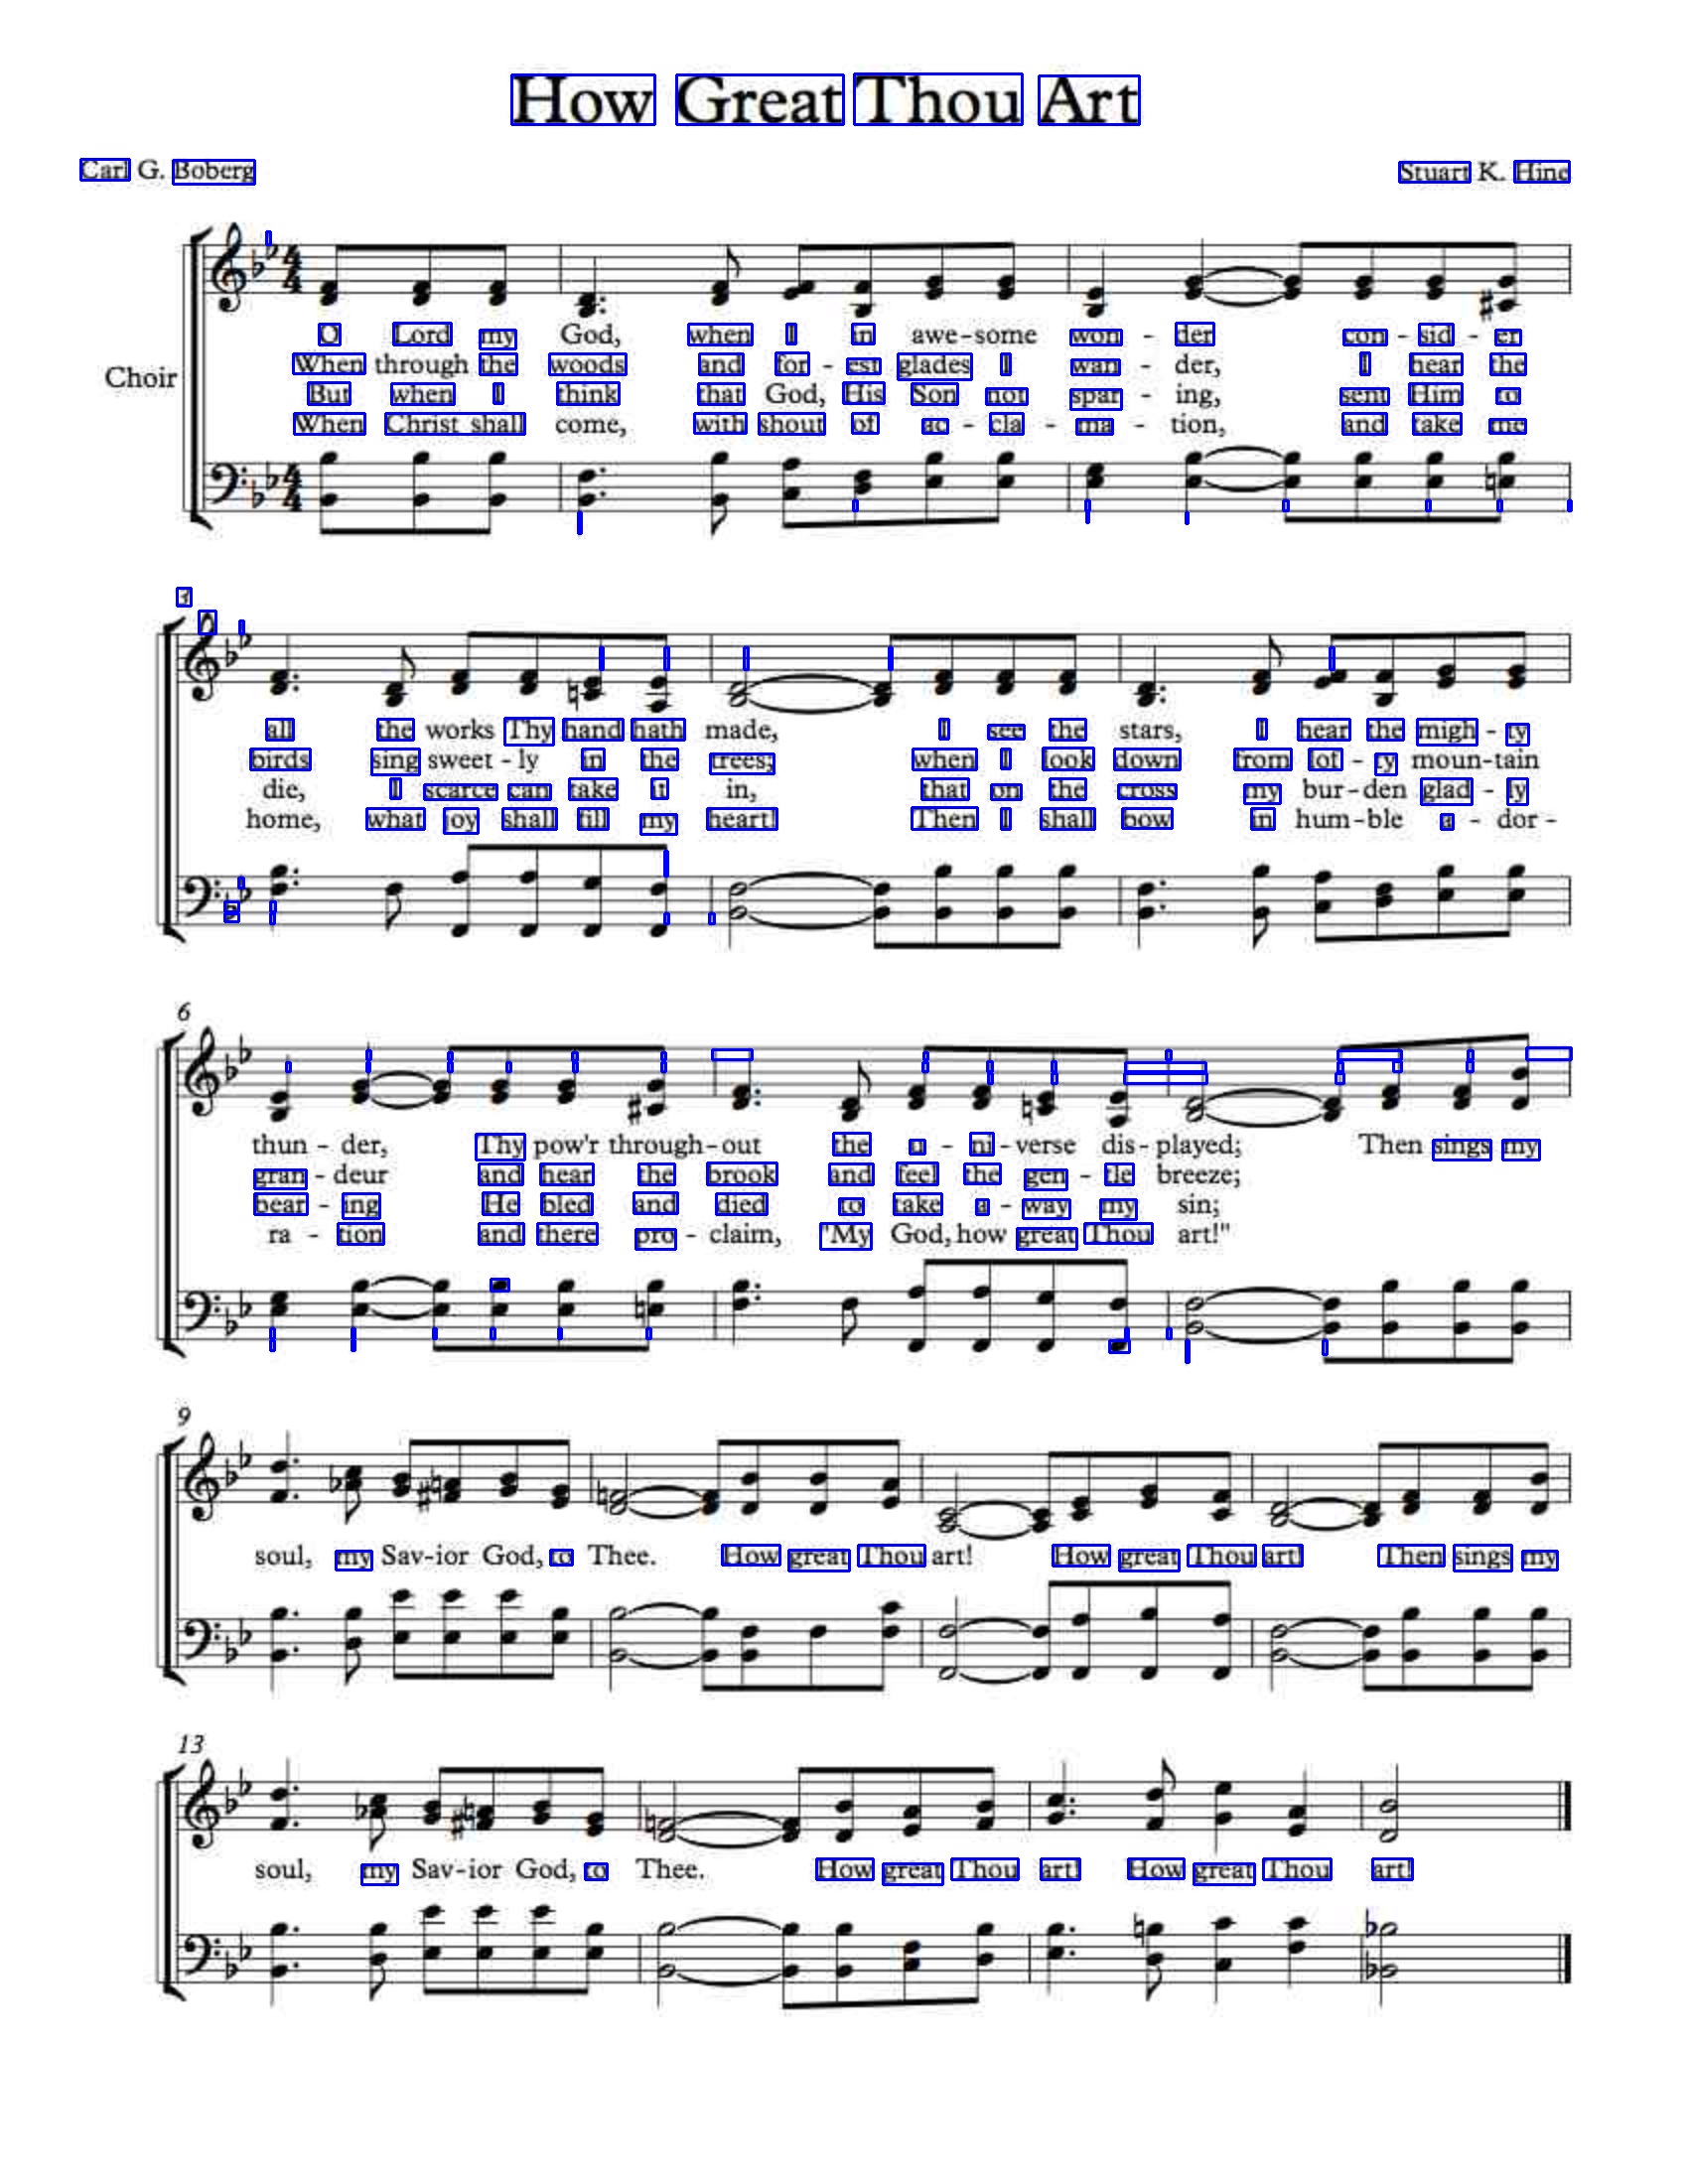 How Great Thou Art
Carl G. Boberg
Stuart K. Hine
O Lord my God, when I in awe-some won - der con - sid - er
When through the woods and for - est glades I wan - der, I hear the
Choir
But when I think that God, His Son not spar - ing, sent Him to
When Christ shall come, with shout of ac - cla - ma - tion, and take me
3
all the works Thy hand hath made, I see the stars, I hear the migh - ty
birds sing sweet - ly in the trees; when I look down from lof - ry moun-tain
die, I scarce can take it in, that on the cross my bur-den glad - ly
home, what joy shall fill my heart! Then I shall bow in hum-ble a - dor -
6
thun - der, Thy pow'r through-out the u - ni-verse dis-played; Then sings my
gran - deur and hear the brook and feel the gen - tle breeze;
bear - ing He bled and died to take a - way my sin;
ra - tion and there pro - claim, "My God, how great Thou art!"
9
soul, my Sav-ior God, to Thee. How great Thou art! How great Thou art! Then sings my
13
soul, my Sav-ior God, to Thee. How great Thou art! How great Thou art!